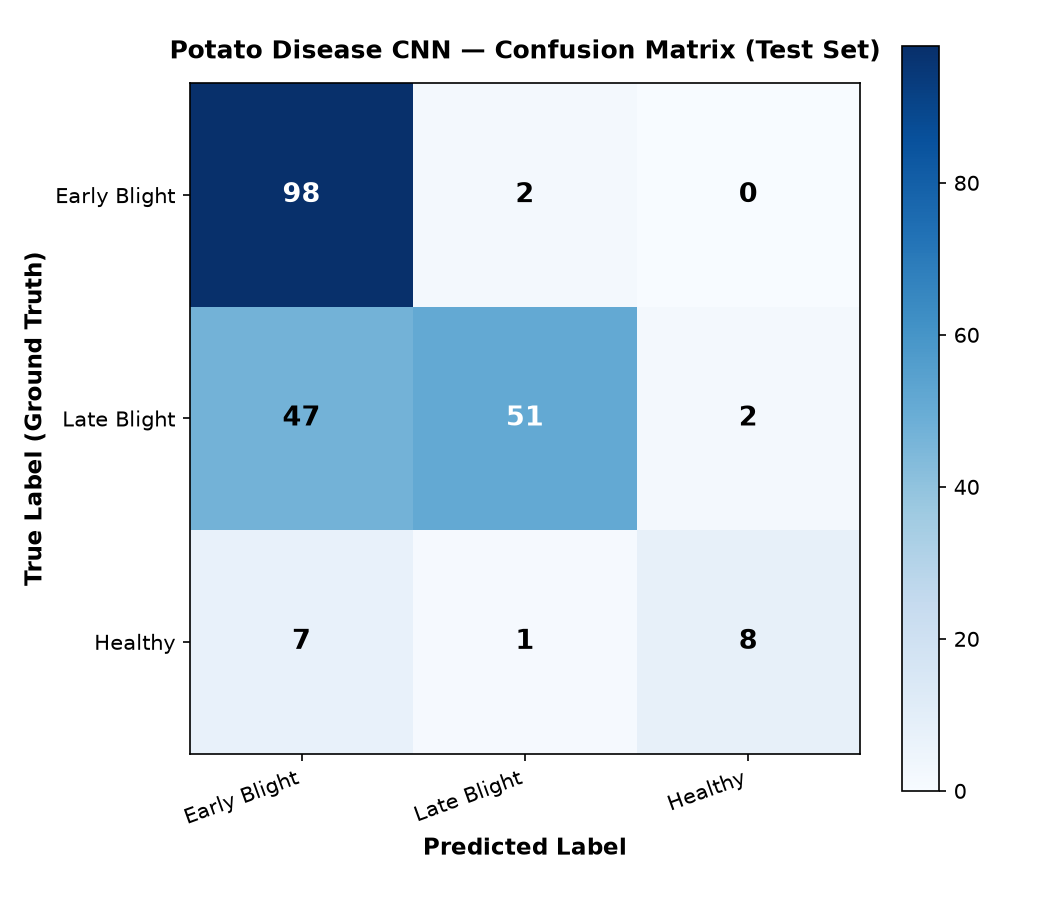 Potato Disease CNN — Confusion Matrix (Test Set)
True Label (Ground Truth)
Early Blight
98
2
0
Late Blight
47
51
2
Healthy
7
1
8
Early Blight
Late Blight
Healthy
Predicted Label
80
60
40
20
0